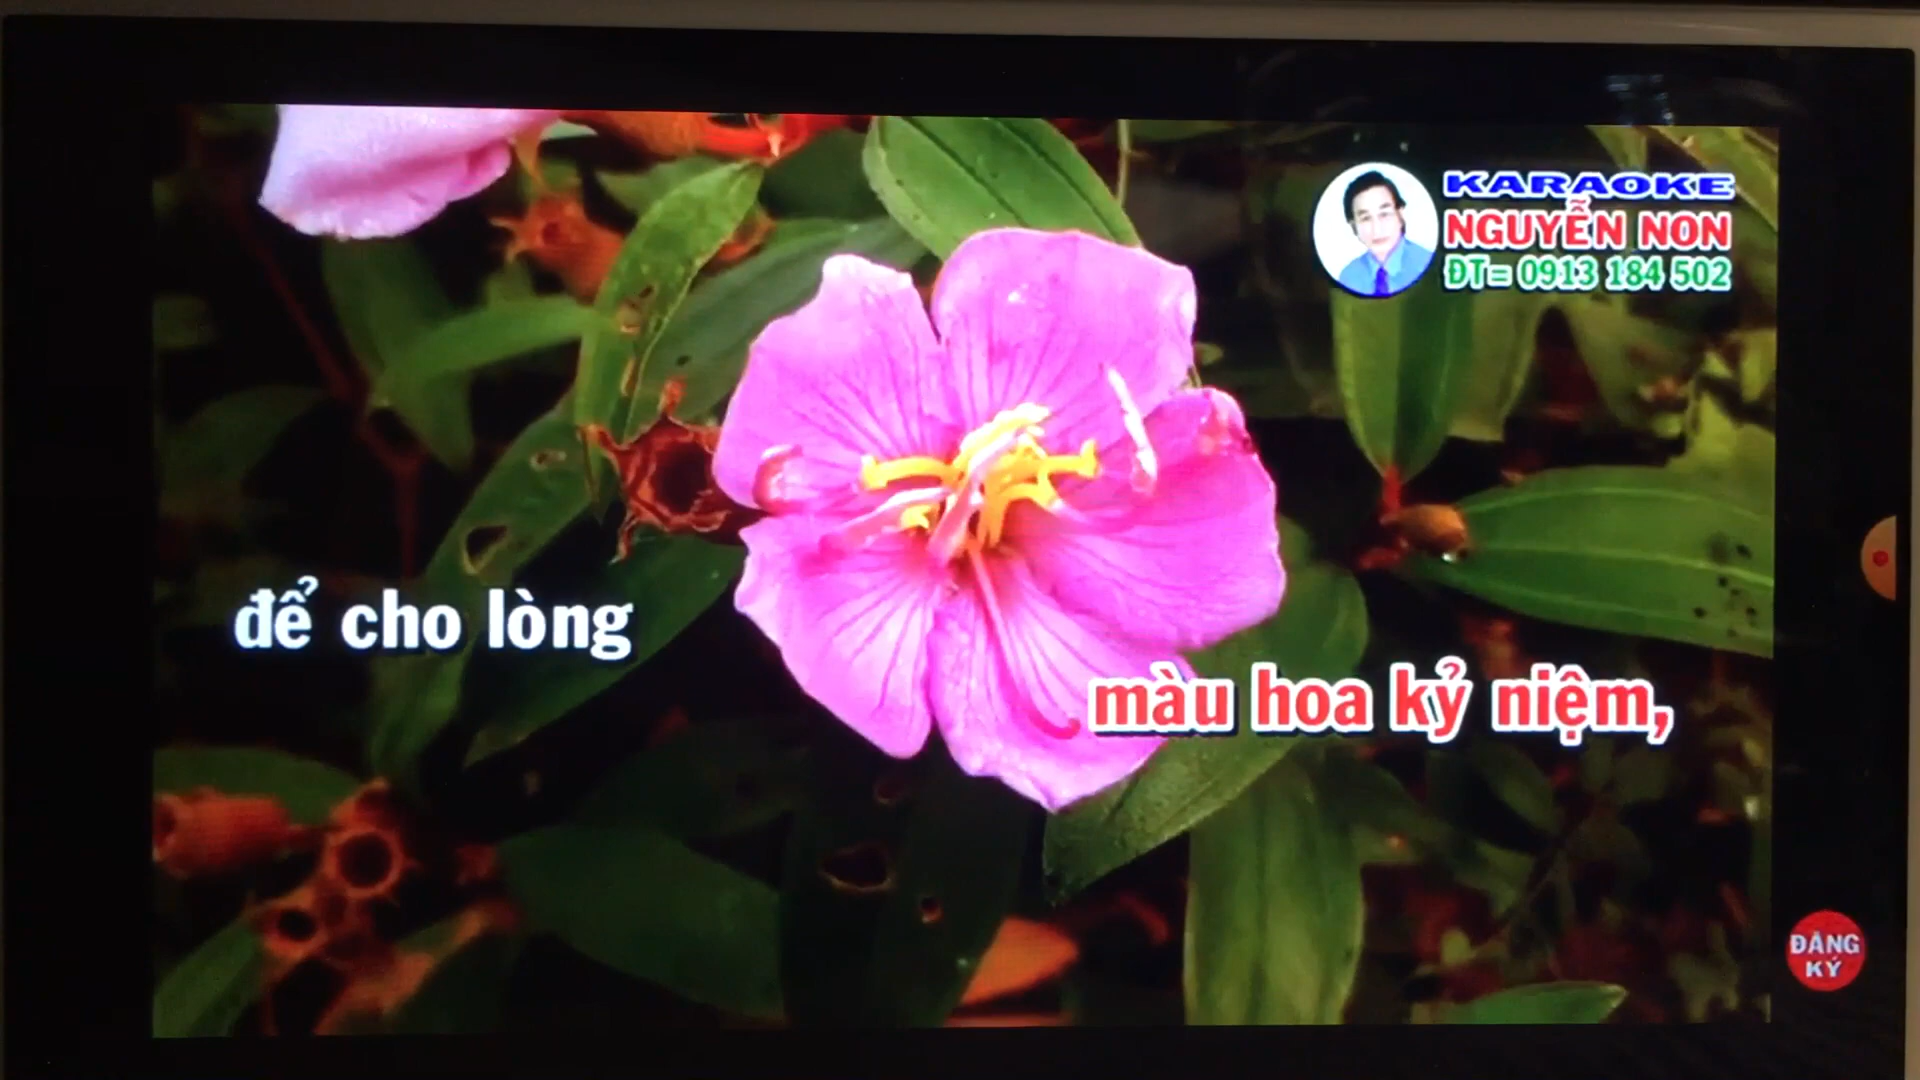 KARAOKE
NGUYỄN NON
ĐT= 0913 184 502
để cho lòng
màu hoa kỷ niệm,
ĐĂNG
KÝ